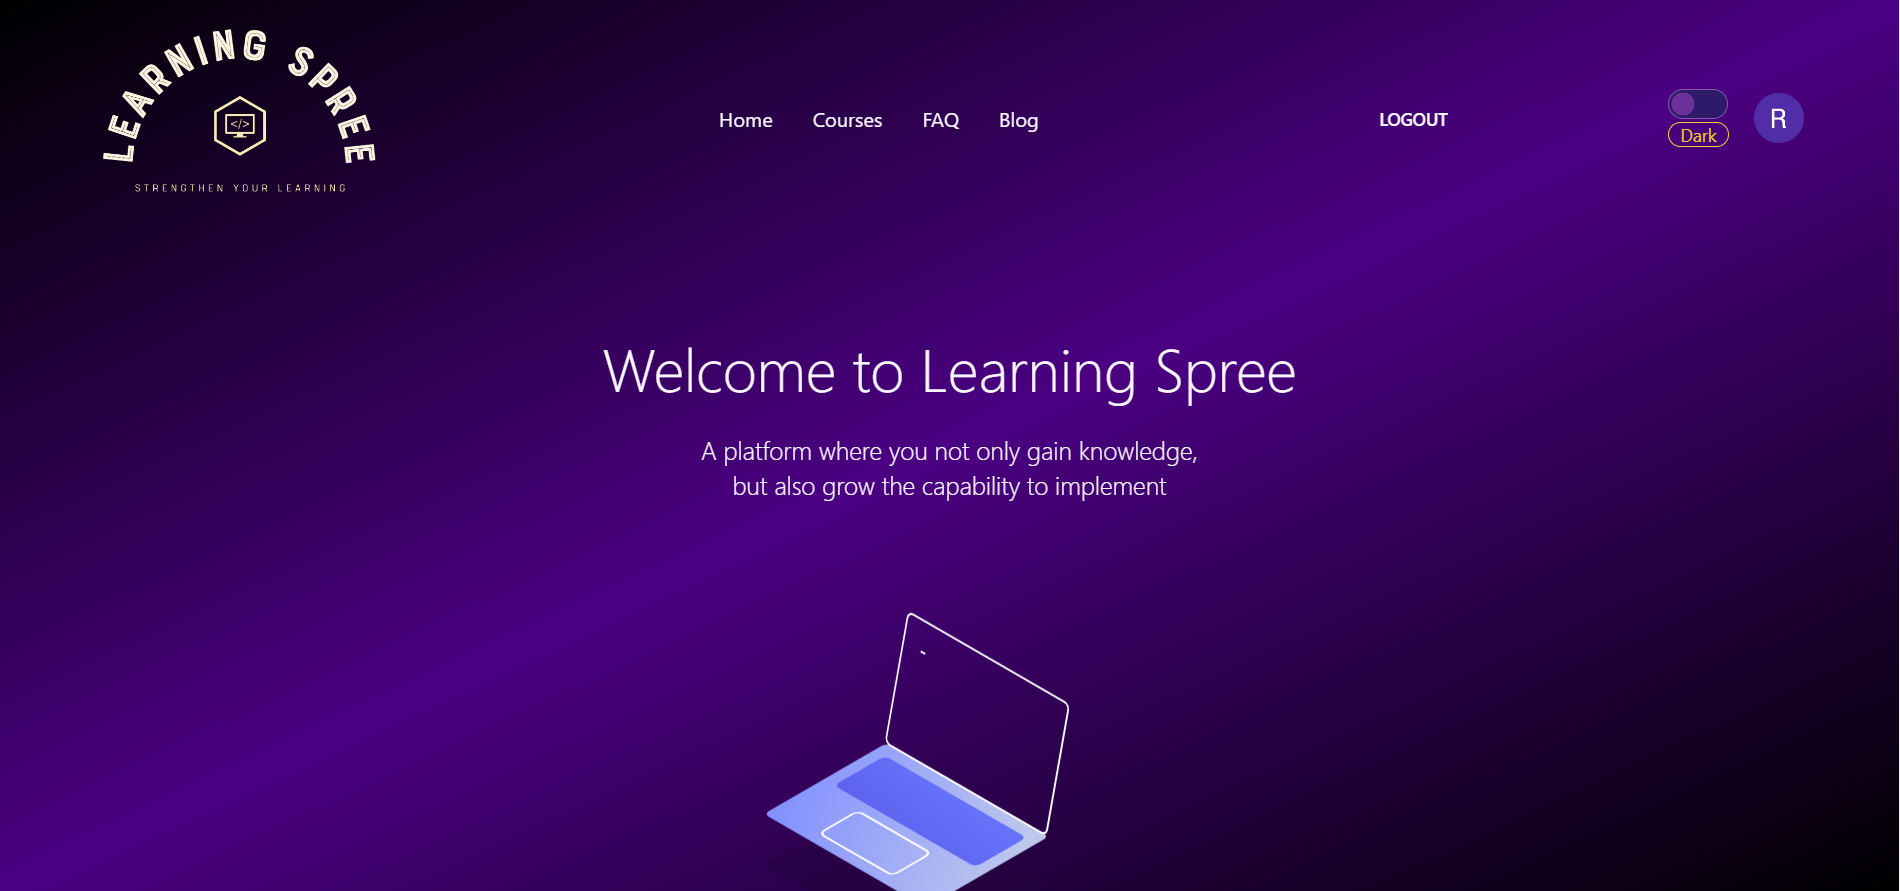 LEARNING SPREE
</>
STRENGTHEN YOUR LEARNING
Home Courses FAQ Blog LOGOUT
Dark
R
Welcome to Learning Spree
A platform where you not only gain knowledge,
but also grow the capability to implement